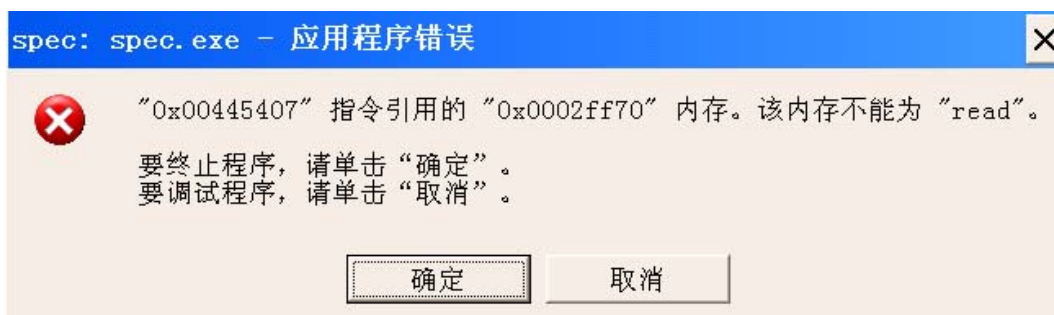 spec: spec.exe - 应用程序错误
"0x00445407" 指令引用的 "0x0002ff70" 内存。该内存不能为 "read"。
要终止程序，请单击“确定”。
要调试程序，请单击“取消”。
确定
取消